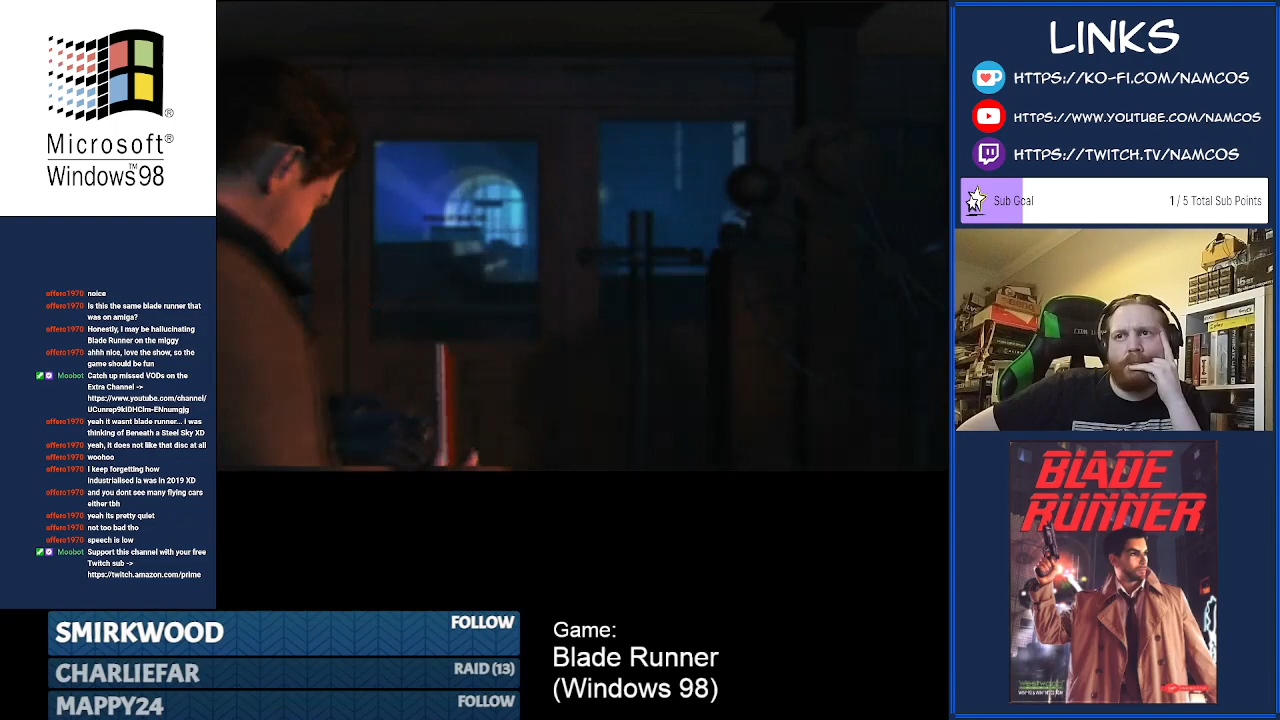 Microsoft®
Windows™98
offero1970 noice
offero1970 Is this the same blade runner that
was on amiga?
offero1970 Honestly, I may be hallucinating
Blade Runner on the miggy
offero1970 ahhh nice, love the show, so the
game should be fun
Moobot Catch up missed VODs on the
Extra Channel ->
https://www.youtube.com/channel/
offero1970 yeah it wasnt blade runner... I was
thinking of Beneath a Steel Sky XD
offero1970 yeah, it does not like that disc at all
offero1970 woohoo
offero1970 I keep forgetting how
industrialised la was in 2019 XD
offero1970 and you dont see many flying cars
either tbh
offero1970 yeah its pretty quiet
offero1970 not too bad tho
offero1970 speech is low
Moobot Support this channel with your free
Twitch sub ->
https://twitch.amazon.com/prime
SMIRKWOOD FOLLOW
CHARLIEFAR RAID (13)
MAPPY24 FOLLOW
Game:
Blade Runner
(Windows 98)
LINKS
HTTPS://KO-FI.COM/NAMCOS
HTTPS://WWW.YOUTUBE.COM/NAMCOS
HTTPS://TWITCH.TV/NAMCOS
Sub Goal 1 / 5 Total Sub Points
BLADE
RUNNER
Westwood